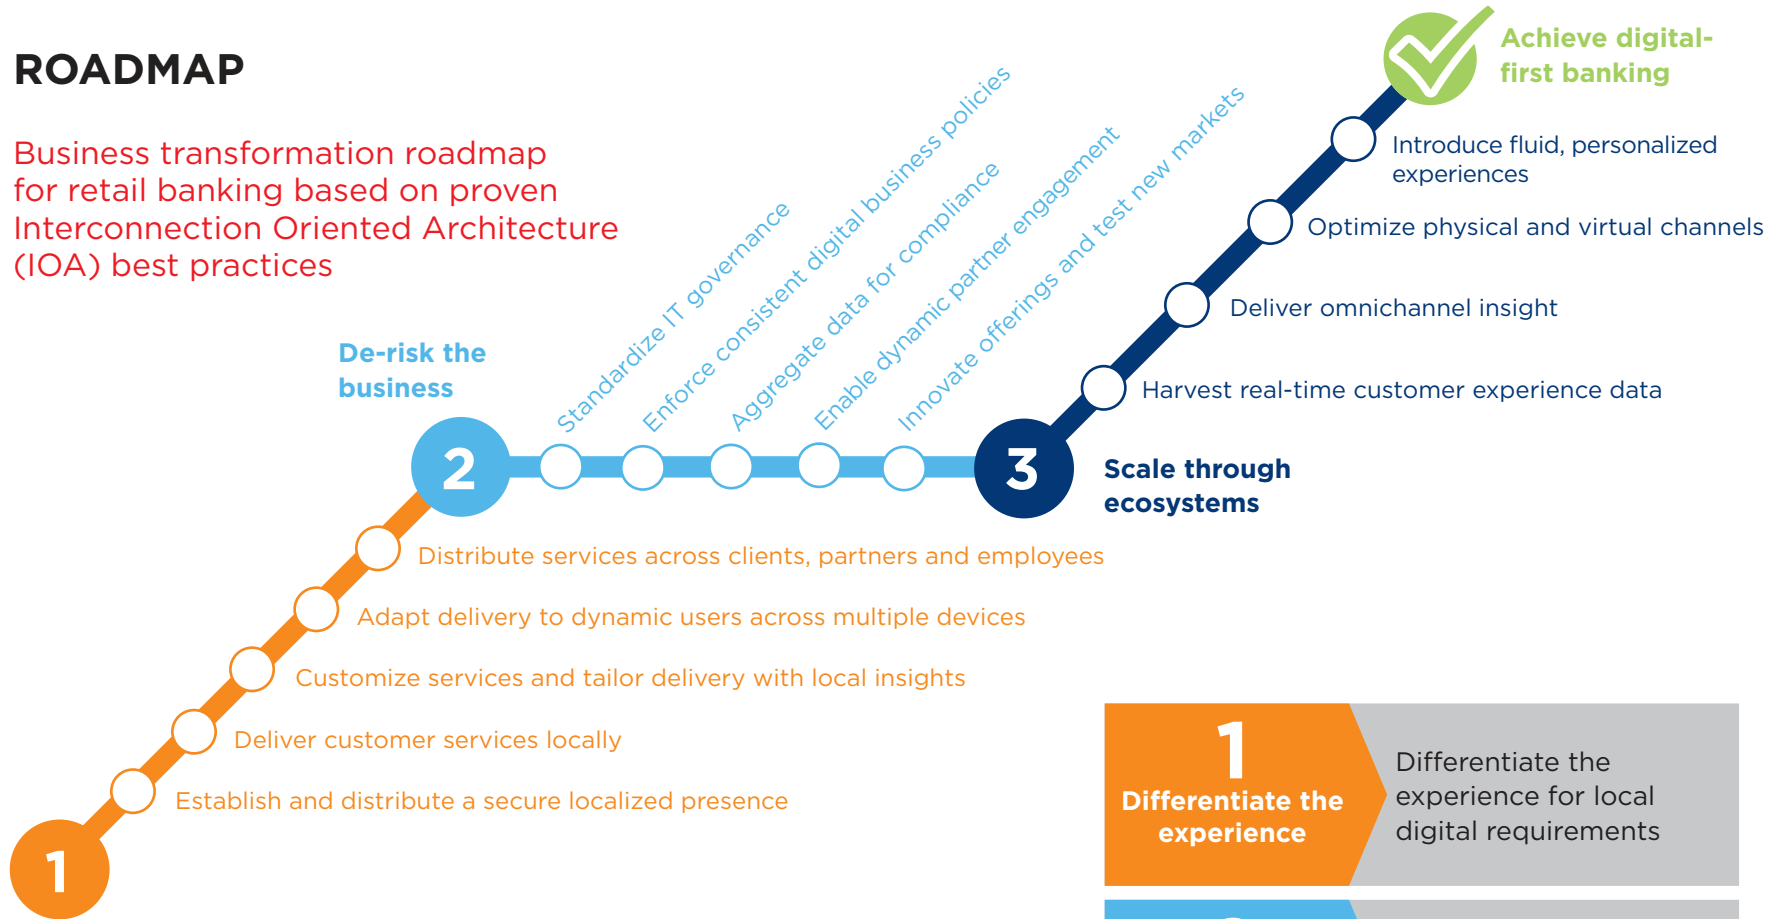 ROADMAP
Business transformation roadmap
for retail banking based on proven
Interconnection Oriented Architecture
(IOA) best practices
Achieve digital-
first banking
Introduce fluid, personalized
experiences
Optimize physical and virtual channels
Deliver omnichannel insight
Harvest real-time customer experience data
3
Scale through
ecosystems
Standardize IT governance
Enforce consistent digital business policies
Aggregate data for compliance
Enable dynamic partner engagement
Innovate offerings and test new markets
De-risk the
business
2
Distribute services across clients, partners and employees
Adapt delivery to dynamic users across multiple devices
Customize services and tailor delivery with local insights
Deliver customer services locally
Establish and distribute a secure localized presence
1
1
Differentiate the
experience
Differentiate the
experience for local
digital requirements